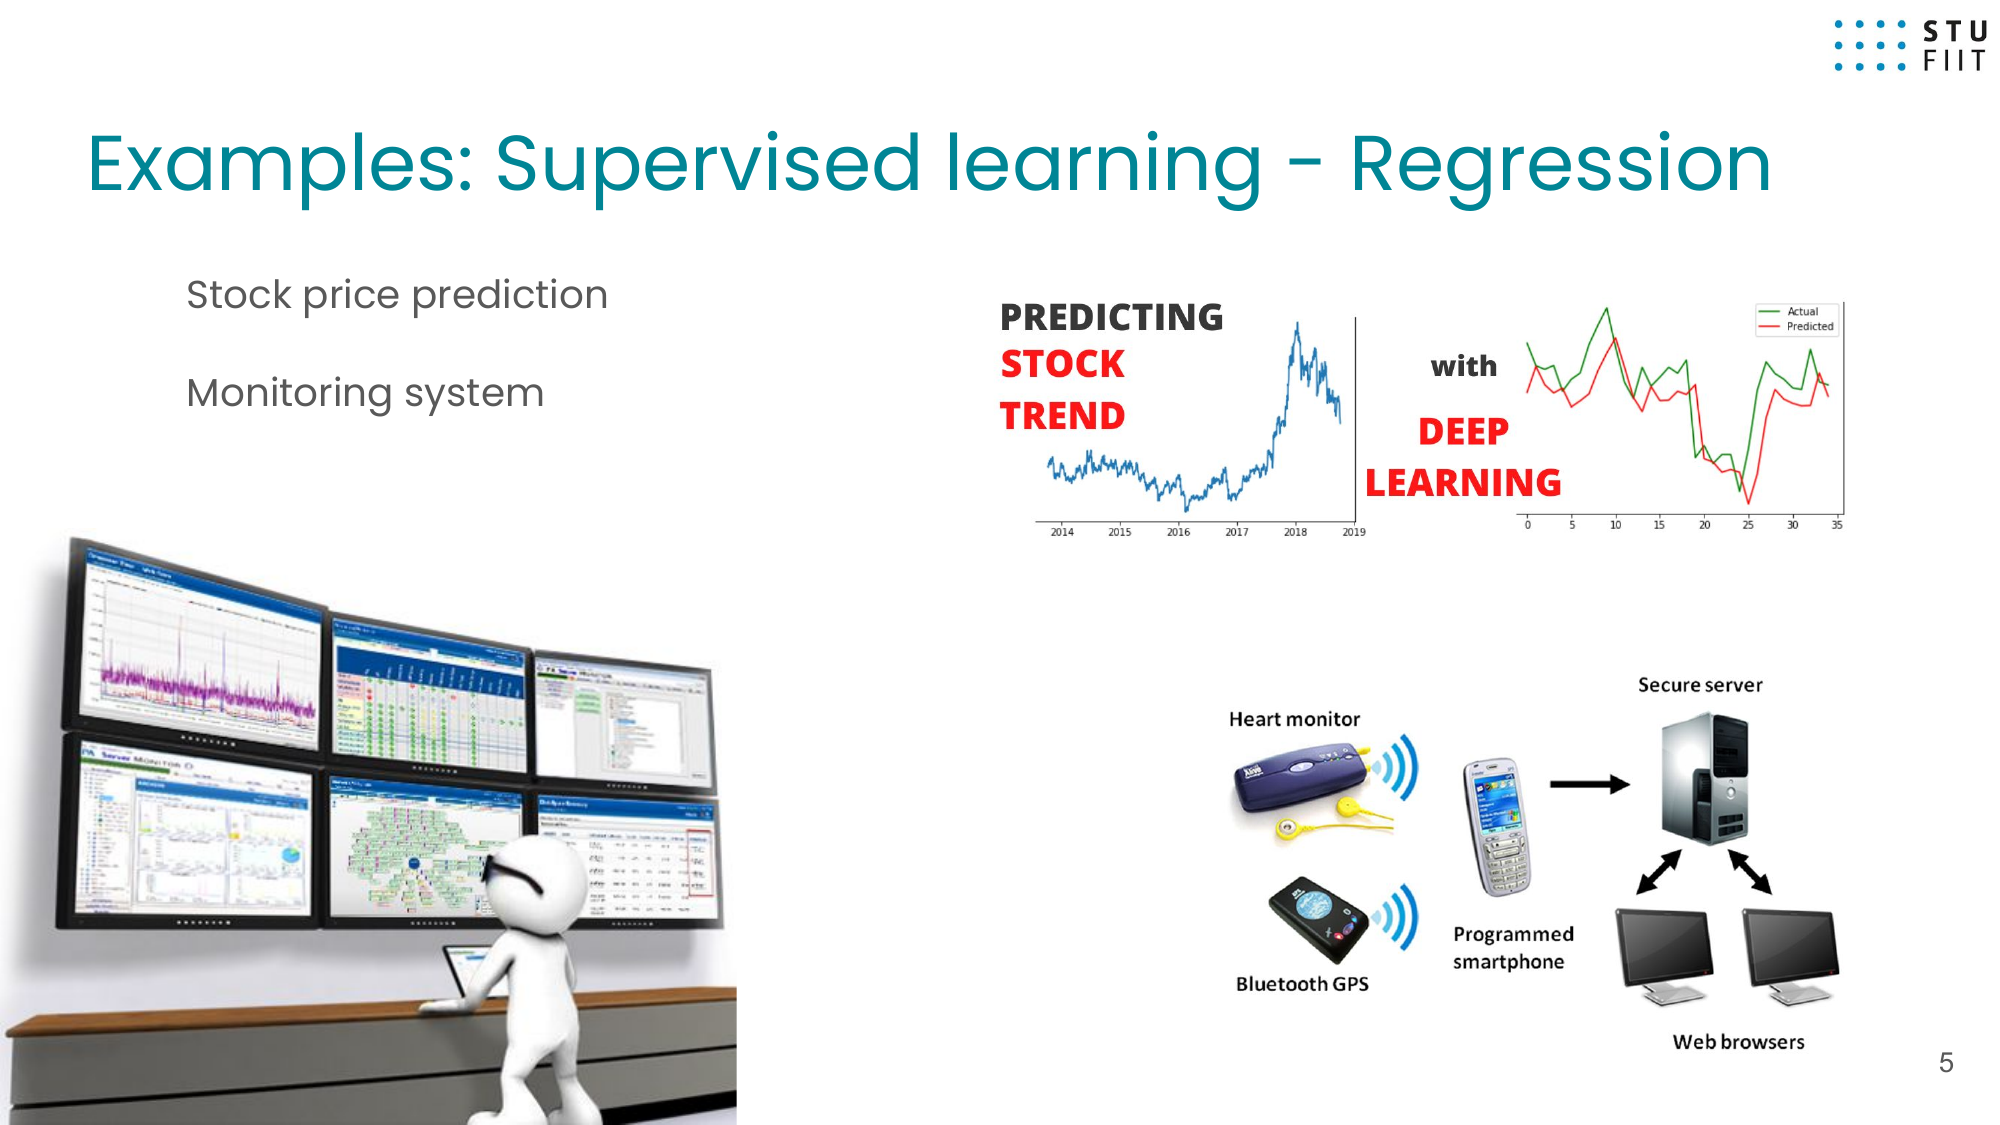 STU
FIIT
Examples: Supervised learning - Regression
Stock price prediction
Monitoring system
PREDICTING
STOCK
TREND
2014 2015 2016 2017 2018 2019
with
DEEP
LEARNING
Actual
Predicted
0 5 10 15 20 25 30 35
Secure server
Heart monitor
Programmed
smartphone
Bluetooth GPS
Web browsers
5